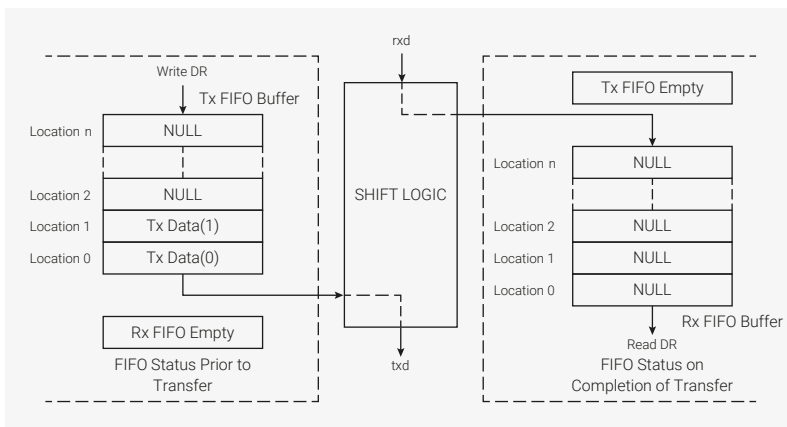 rxd
Write DR
Tx FIFO Buffer
Location n
NULL
Location 2
NULL
Location 1
Tx Data(1)
Location 0
Tx Data(0)
Rx FIFO Empty
FIFO Status Prior to
Transfer
SHIFT LOGIC
txd
Tx FIFO Empty
Location n
NULL
Location 2
NULL
Location 1
NULL
Location 0
NULL
Rx FIFO Buffer
Read DR
FIFO Status on
Completion of Transfer